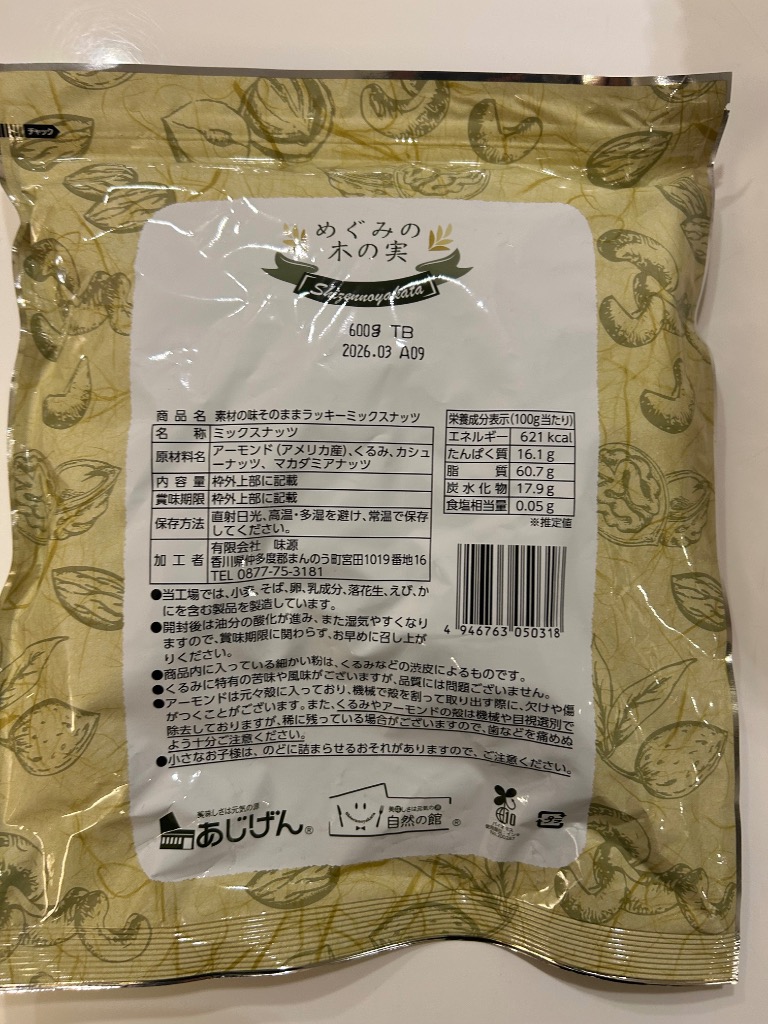 チャック
めぐみの
木の実
Shizennoyakata
600g TB
2026.03 A09
商品名 素材の味そのままラッキーミックスナッツ
名称 ミックスナッツ
原材料名 アーモンド(アメリカ産)、くるみ、カシュ
ーナッツ、マカダミアナッツ
内容量 枠外上部に記載
賞味期限 枠外上部に記載
保存方法 直射日光、高温・多湿を避け、常温で保存
してください。
加工者 有限会社 味源
香川県仲多度郡まんのう町宮田1019番地16
TEL 0877-75-3181
栄養成分表示(100g当たり)
エネルギー 621 kcal
たんぱく質 16.1 g
脂質 60.7 g
炭水化物 17.9 g
食塩相当量 0.05 g
※推定値
4 946763 050318
●当工場では、小麦、そば、卵、乳成分、落花生、えび、か
にを含む製品を製造しています。
●開封後は油分の酸化が進み、また湿気やすくなり
ますので、賞味期限に関わらず、お早めに召し上が
りください。
●商品内に入っている細かい粉は、くるみなどの渋皮によるものです。
●くるみに特有の苦味や風味がございますが、品質には問題ございません。
●アーモンドは元々殻に入っており、機械で殻を割って取り出す際に、欠けや傷
がつくことがございます。また、くるみやアーモンドの殻は機械や目視選別で
除去しておりますが、稀に残っている場合がございますので、歯などを痛めぬ
よう十分ご注意ください。
●小さなお子様は、のどに詰まらせるおそれがありますので、ご注意ください。
美味しさは元気の源
あじげん®
美味しさは元気の源
自然の館®
プラ